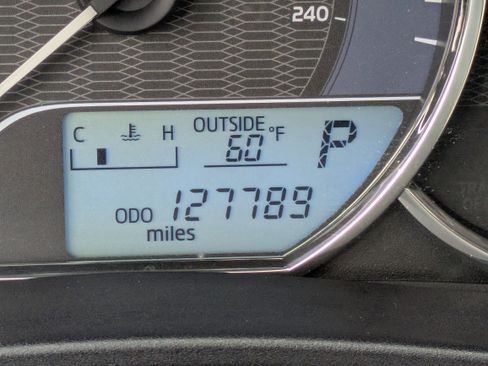 240
C H OUTSIDE
60 °F P
ODO 127789
miles